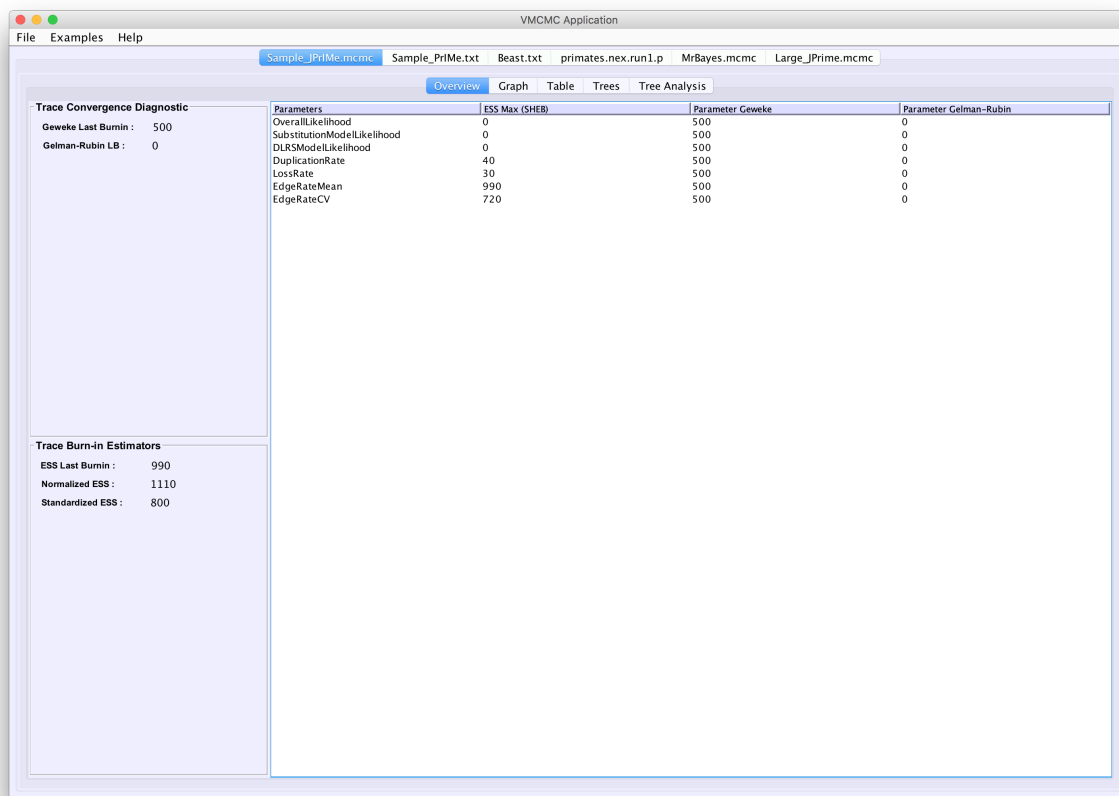 VMCMC Application
File Examples Help
Sample_JPrIMe.mcmc Sample_PrIMe.txt Beast.txt primates.nex.run1.p MrBayes.mcmc Large_JPrime.mcmc
Overview Graph Table Trees Tree Analysis
Trace Convergence Diagnostic
Geweke Last Burnin : 500
Gelman-Rubin LB : 0
Trace Burn-in Estimators
ESS Last Burnin : 990
Normalized ESS : 1110
Standardized ESS : 800
Parameters ESS Max (SHEB) Parameter Geweke Parameter Gelman-Rubin
OverallLikelihood 0 500 0
SubstitutionModelLikelihood 0 500 0
DLRSModelLikelihood 0 500 0
DuplicationRate 40 500 0
LossRate 30 500 0
EdgeRateMean 990 500 0
EdgeRateCV 720 500 0